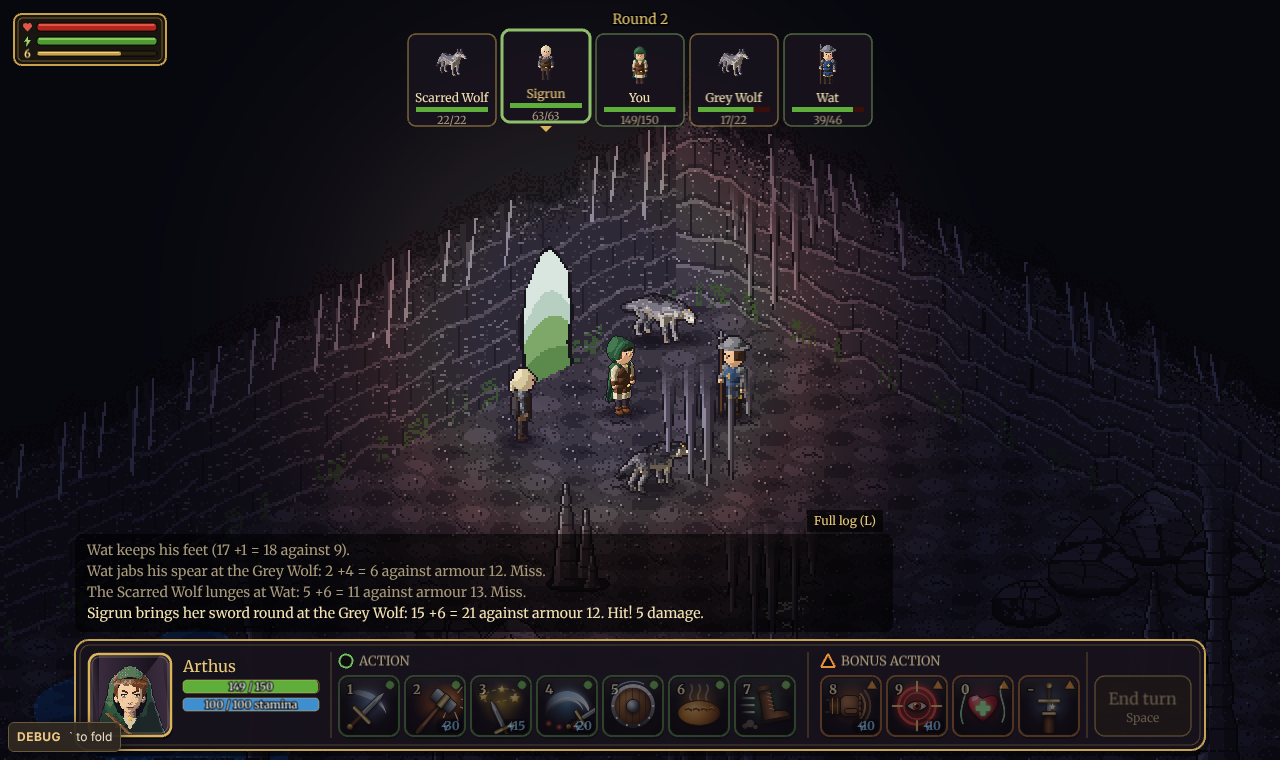 Round 2
6
Scarred Wolf
22/22
Sigrun
63/63
You
149/150
Grey Wolf
17/22
Wat
39/46
Full log (L)
Wat keeps his feet (17 +1 = 18 against 9).
Wat jabs his spear at the Grey Wolf: 2 +4 = 6 against armour 12. Miss.
The Scarred Wolf lunges at Wat: 5 +6 = 11 against armour 13. Miss.
Sigrun brings her sword round at the Grey Wolf: 15 +6 = 21 against armour 12. Hit! 5 damage.
Arthus
149 / 150
100 / 100 stamina
ACTION
1 2 3 4 5 6 7
30 15 20
BONUS ACTION
8 9 0 -
10 10
End turn
Space
DEBUG ` to fold